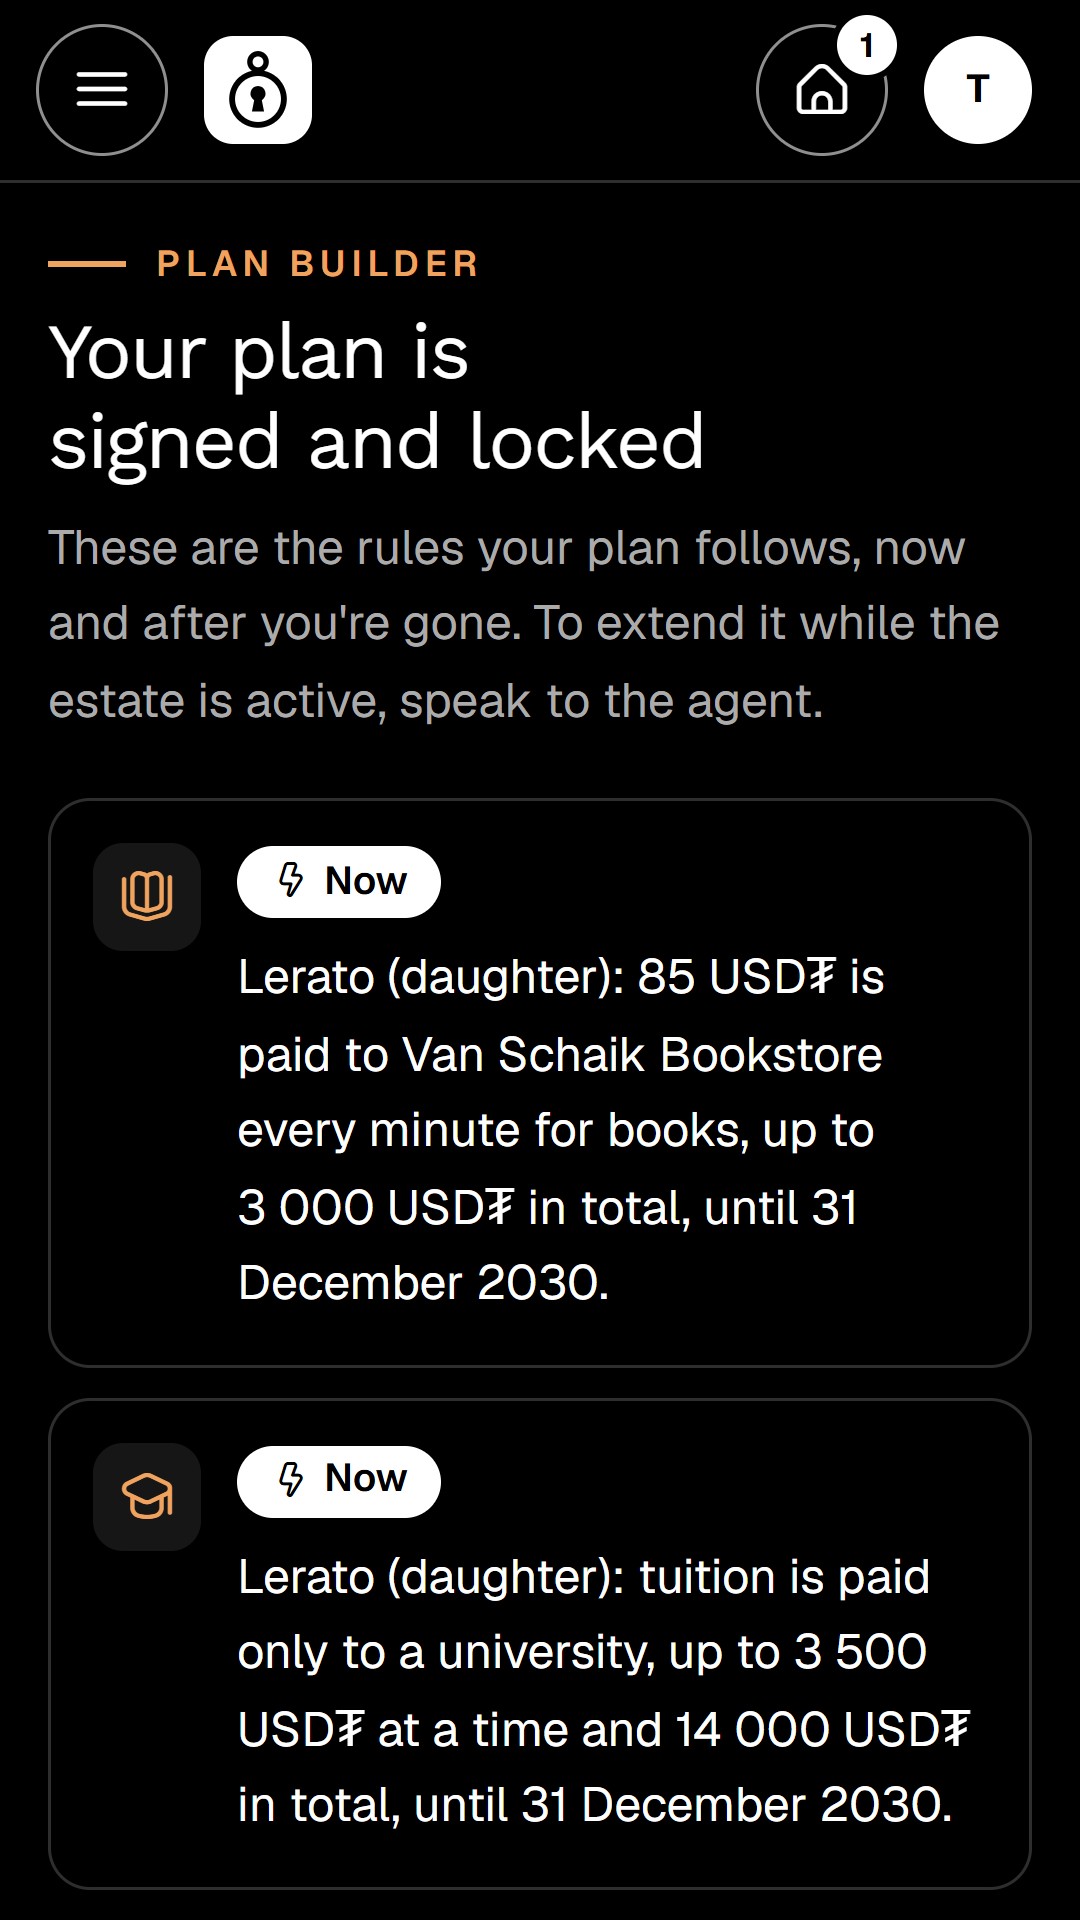 1
T
PLAN BUILDER
Your plan is
signed and locked
These are the rules your plan follows, now
and after you're gone. To extend it while the
estate is active, speak to the agent.
Now
Lerato (daughter): 85 USD₮ is
paid to Van Schaik Bookstore
every minute for books, up to
3 000 USD₮ in total, until 31
December 2030.
Now
Lerato (daughter): tuition is paid
only to a university, up to 3 500
USD₮ at a time and 14 000 USD₮
in total, until 31 December 2030.